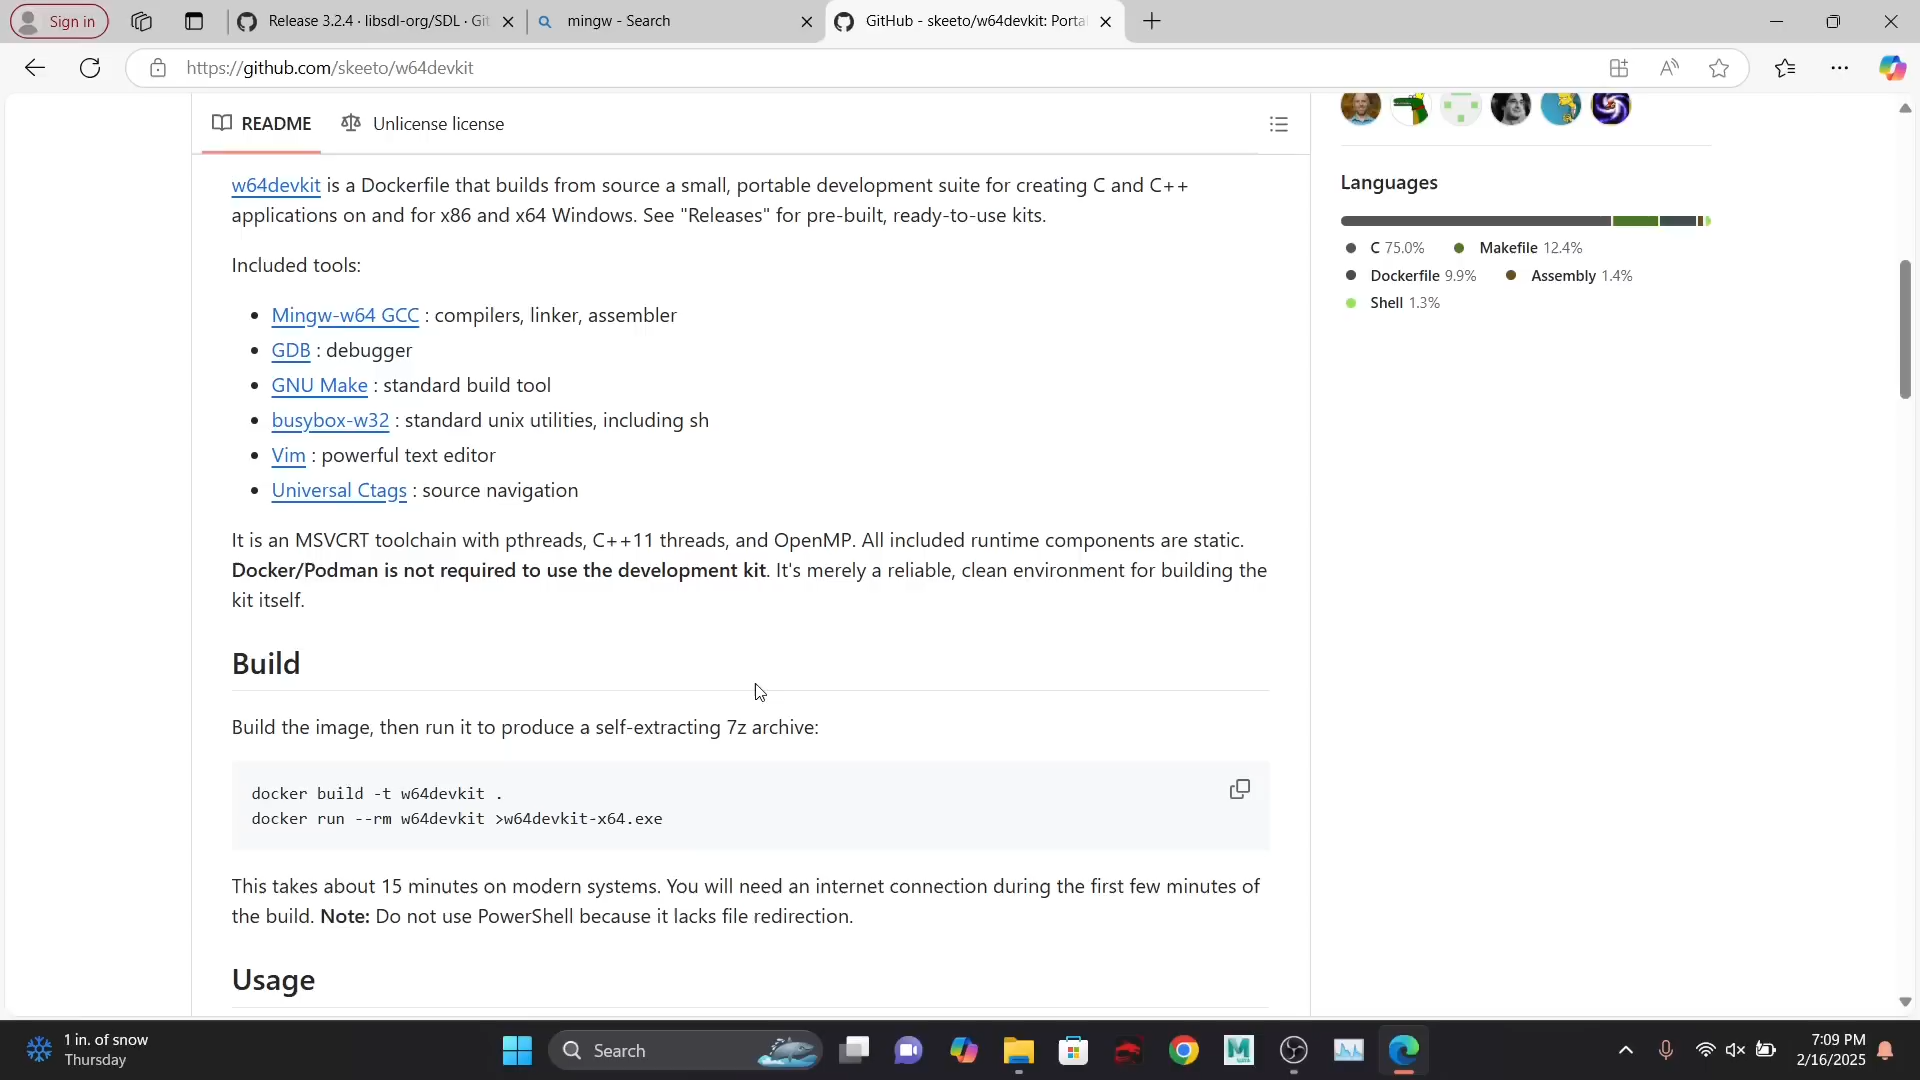 Sign in
Release 3.2.4 · libsdl-org/SDL · Git
mingw - Search
GitHub - skeeto/w64devkit: Porta
https://github.com/skeeto/w64devkit
README
Unlicense license
w64devkit is a Dockerfile that builds from source a small, portable development suite for creating C and C++
applications on and for x86 and x64 Windows. See "Releases" for pre-built, ready-to-use kits.
Included tools:
Mingw-w64 GCC : compilers, linker, assembler
GDB : debugger
GNU Make : standard build tool
busybox-w32 : standard unix utilities, including sh
Vim : powerful text editor
Universal Ctags : source navigation
It is an MSVCRT toolchain with pthreads, C++11 threads, and OpenMP. All included runtime components are static.
Docker/Podman is not required to use the development kit. It's merely a reliable, clean environment for building the
kit itself.
Build
Build the image, then run it to produce a self-extracting 7z archive:
docker build -t w64devkit .
docker run --rm w64devkit >w64devkit-x64.exe
This takes about 15 minutes on modern systems. You will need an internet connection during the first few minutes of
the build. Note: Do not use PowerShell because it lacks file redirection.
Usage
Languages
C 75.0% Makefile 12.4%
Dockerfile 9.9% Assembly 1.4%
Shell 1.3%
1 in. of snow
Thursday
Search
7:09 PM
2/16/2025